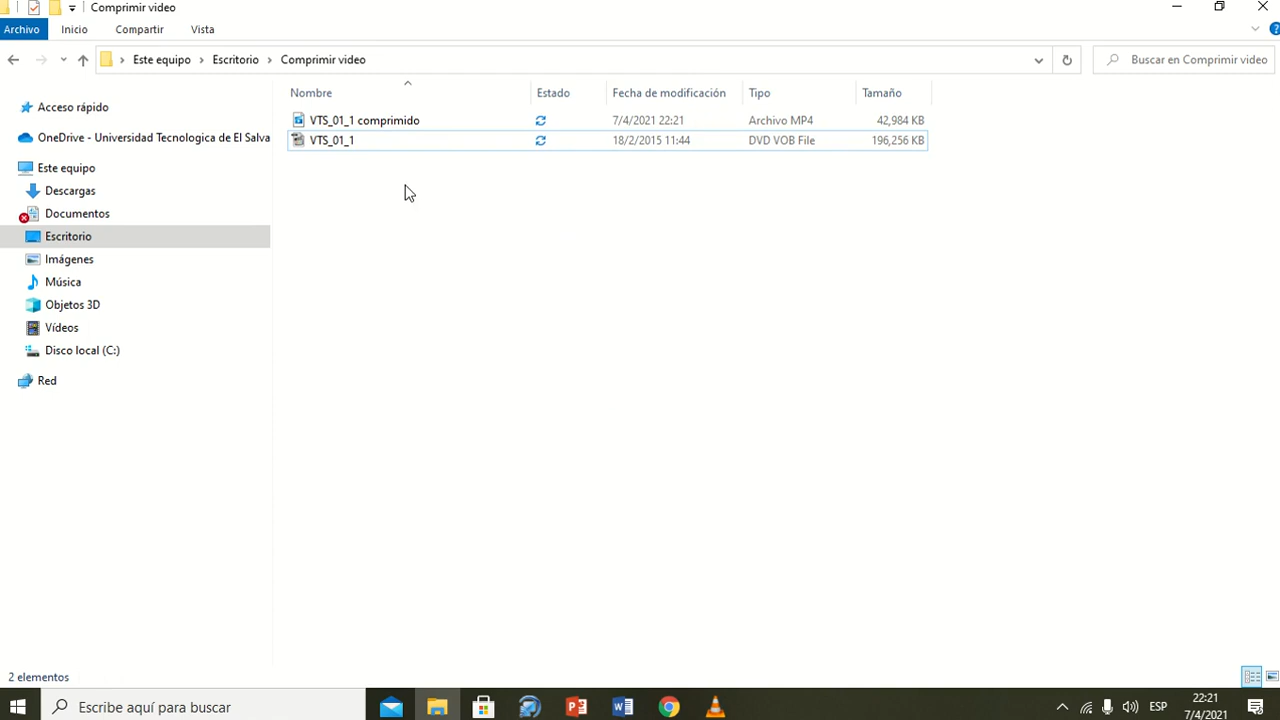 Comprimir video
Archivo Inicio Compartir Vista
Este equipo Escritorio Comprimir video Buscar en Comprimir video
Nombre Estado Fecha de modificación Tipo Tamaño
Acceso rápido
VTS_01_1 comprimido 7/4/2021 22:21 Archivo MP4 42,984 KB
OneDrive - Universidad Tecnologica de El Salva
VTS_01_1 18/2/2015 11:44 DVD VOB File 196,256 KB
Este equipo
Descargas
Documentos
Escritorio
Imágenes
Música
Objetos 3D
Vídeos
Disco local (C:)
Red
2 elementos
Escribe aquí para buscar
ESP
22:21
7/4/2021